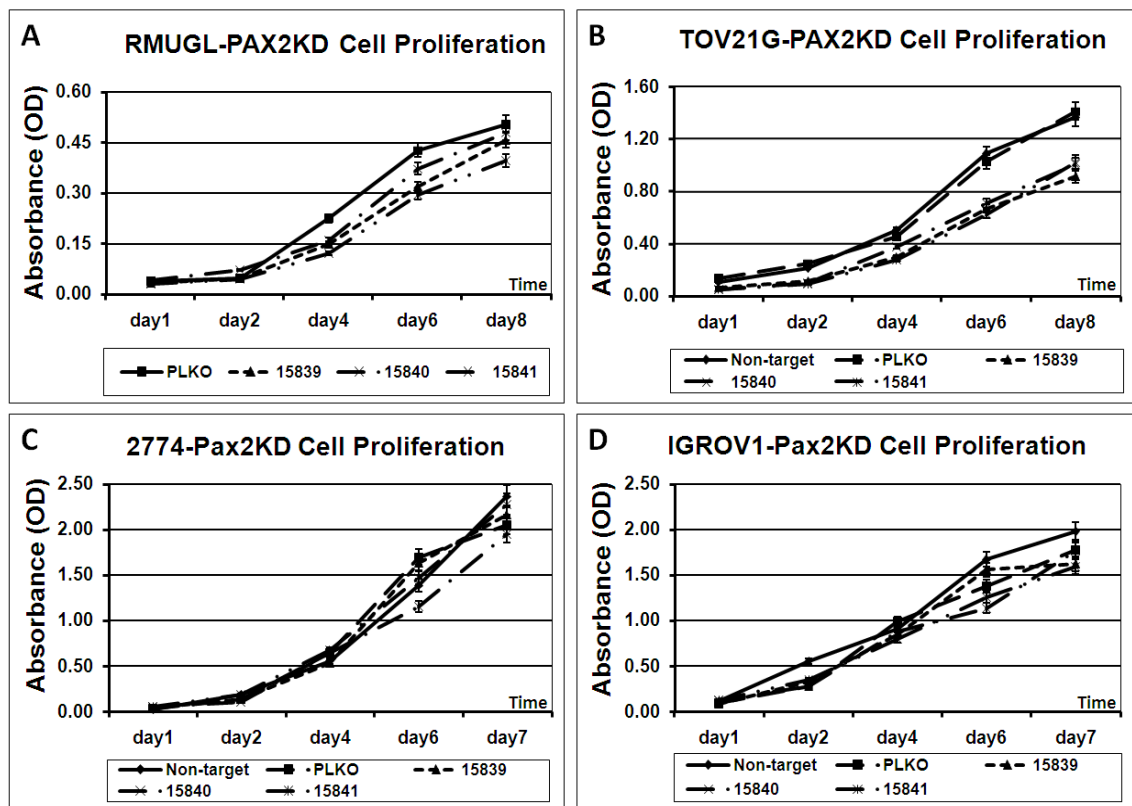 A
RMUGL-PAX2KD Cell Proliferation
Absorbance (OD)
0.60
0.45
0.30
0.15
0.00
Time
day1 day2 day4 day6 day8
PLKO 15839 15840 15841
B
TOV21G-PAX2KD Cell Proliferation
Absorbance (OD)
1.60
1.20
0.80
0.40
0.00
Time
day1 day2 day4 day6 day8
Non-target PLKO 15839
15840 15841
C
2774-Pax2KD Cell Proliferation
Absorbance (OD)
2.50
2.00
1.50
1.00
0.50
0.00
Time
day1 day2 day4 day6 day7
Non-target PLKO 15839
15840 15841
D
IGROV1-Pax2KD Cell Proliferation
Absorbance (OD)
2.50
2.00
1.50
1.00
0.50
0.00
Time
day1 day2 day4 day6 day7
Non-target PLKO 15839
15840 15841